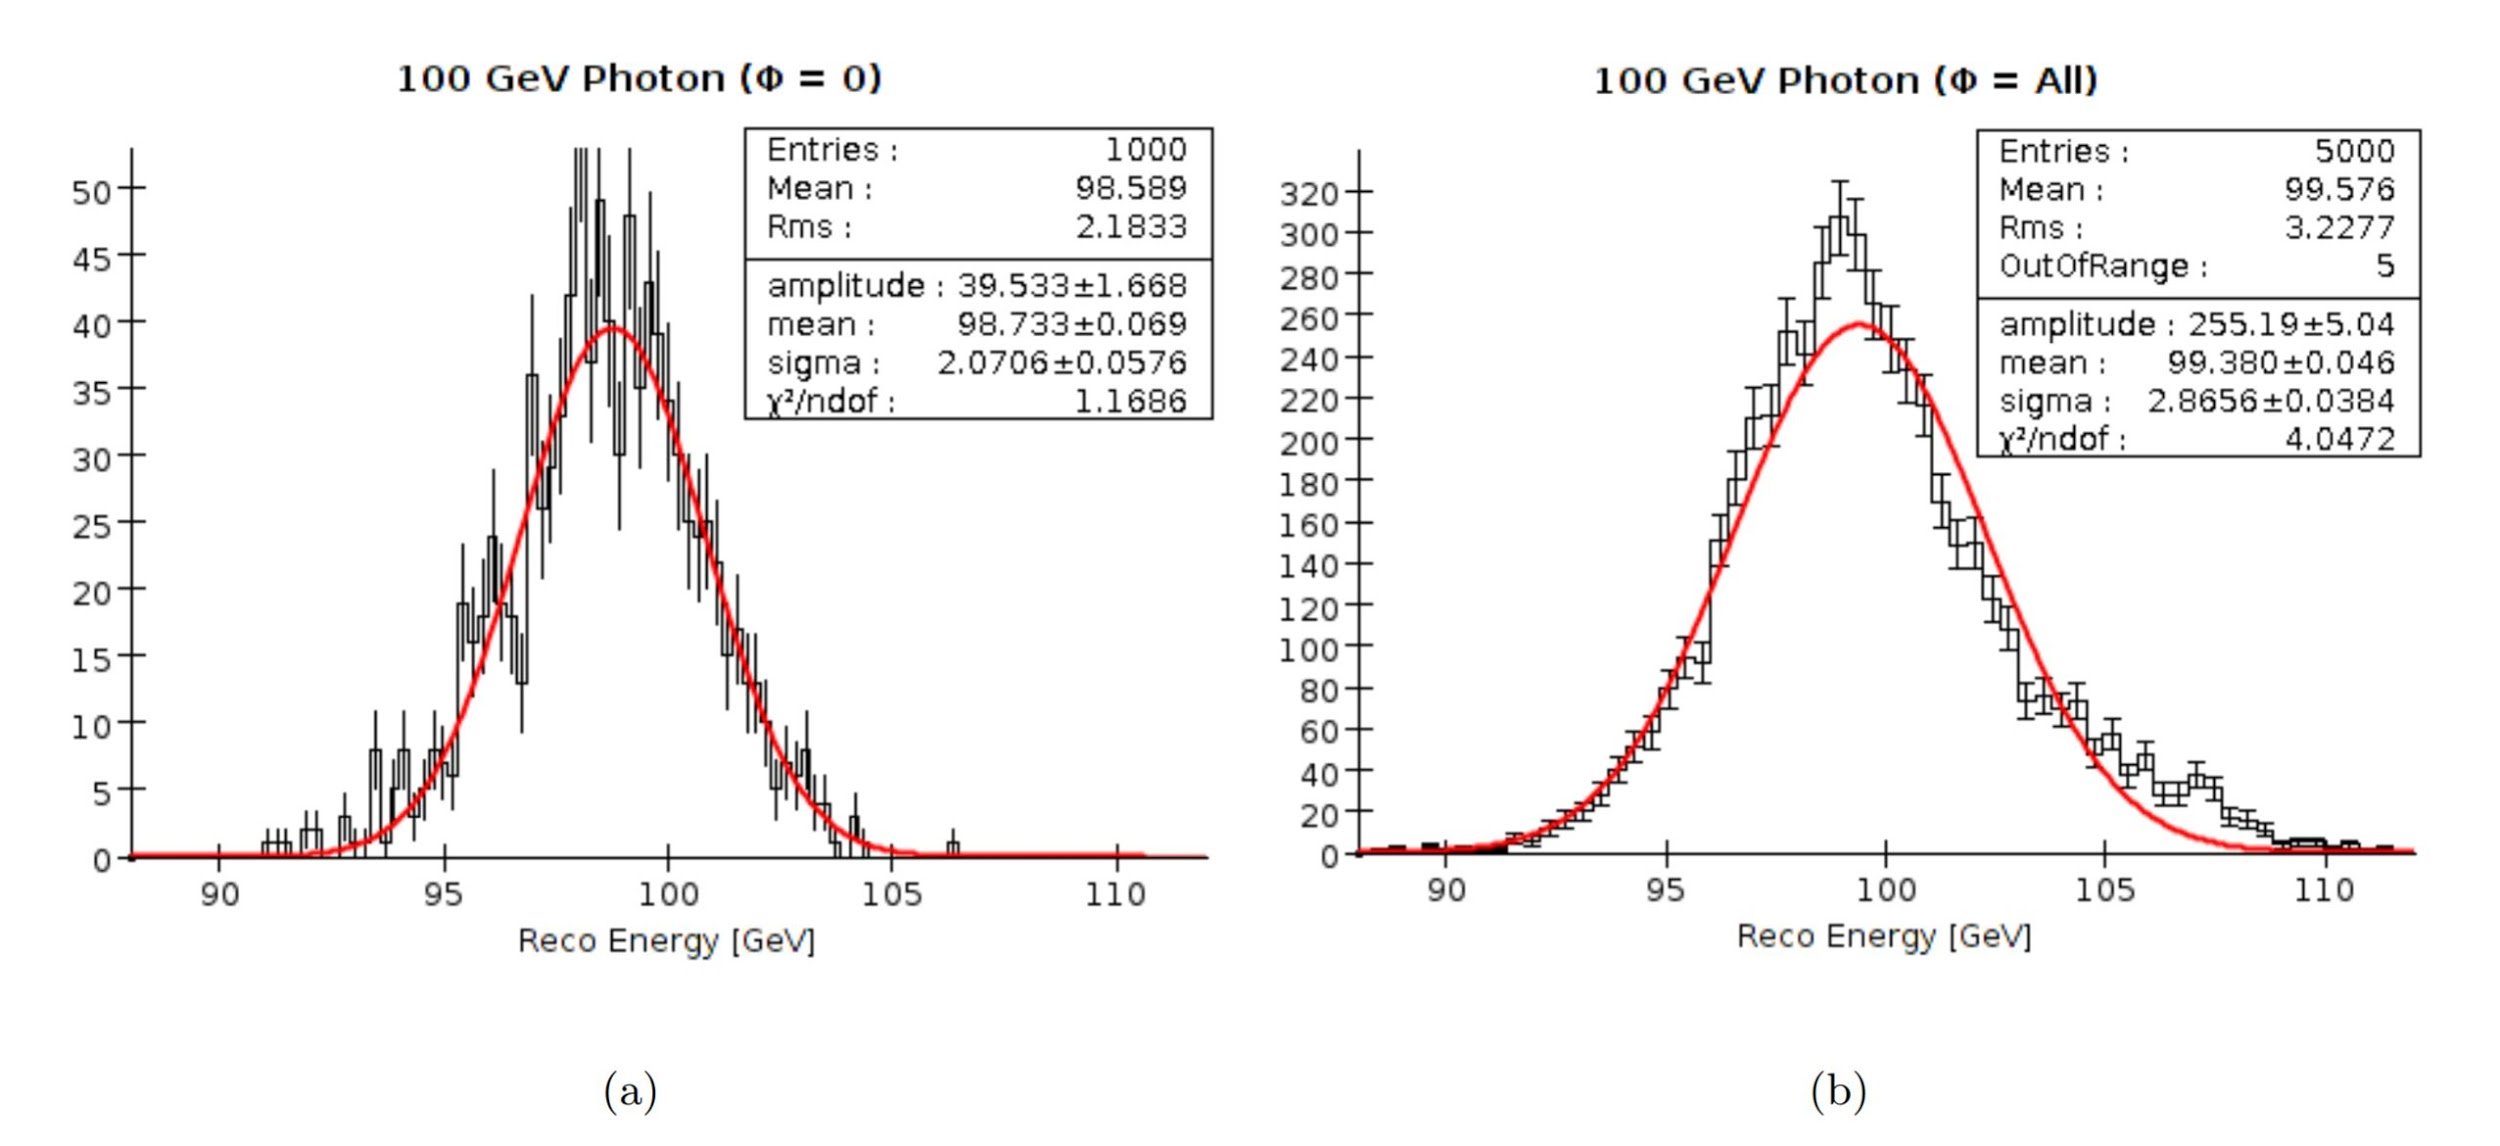 100 GeV Photon (Φ = 0)
Entries : 1000
Mean : 98.589
Rms : 2.1833
amplitude : 39.533±1.668
mean : 98.733±0.069
sigma : 2.0706±0.0576
χ²/ndof : 1.1686
50
45
40
35
30
25
20
15
10
5
0
90 95 100 105 110
Reco Energy [GeV]
(a)
100 GeV Photon (Φ = All)
Entries : 5000
Mean : 99.576
Rms : 3.2277
OutOfRange : 5
amplitude : 255.19±5.04
mean : 99.380±0.046
sigma : 2.8656±0.0384
χ²/ndof : 4.0472
320
300
280
260
240
220
200
180
160
140
120
100
80
60
40
20
0
90 95 100 105 110
Reco Energy [GeV]
(b)